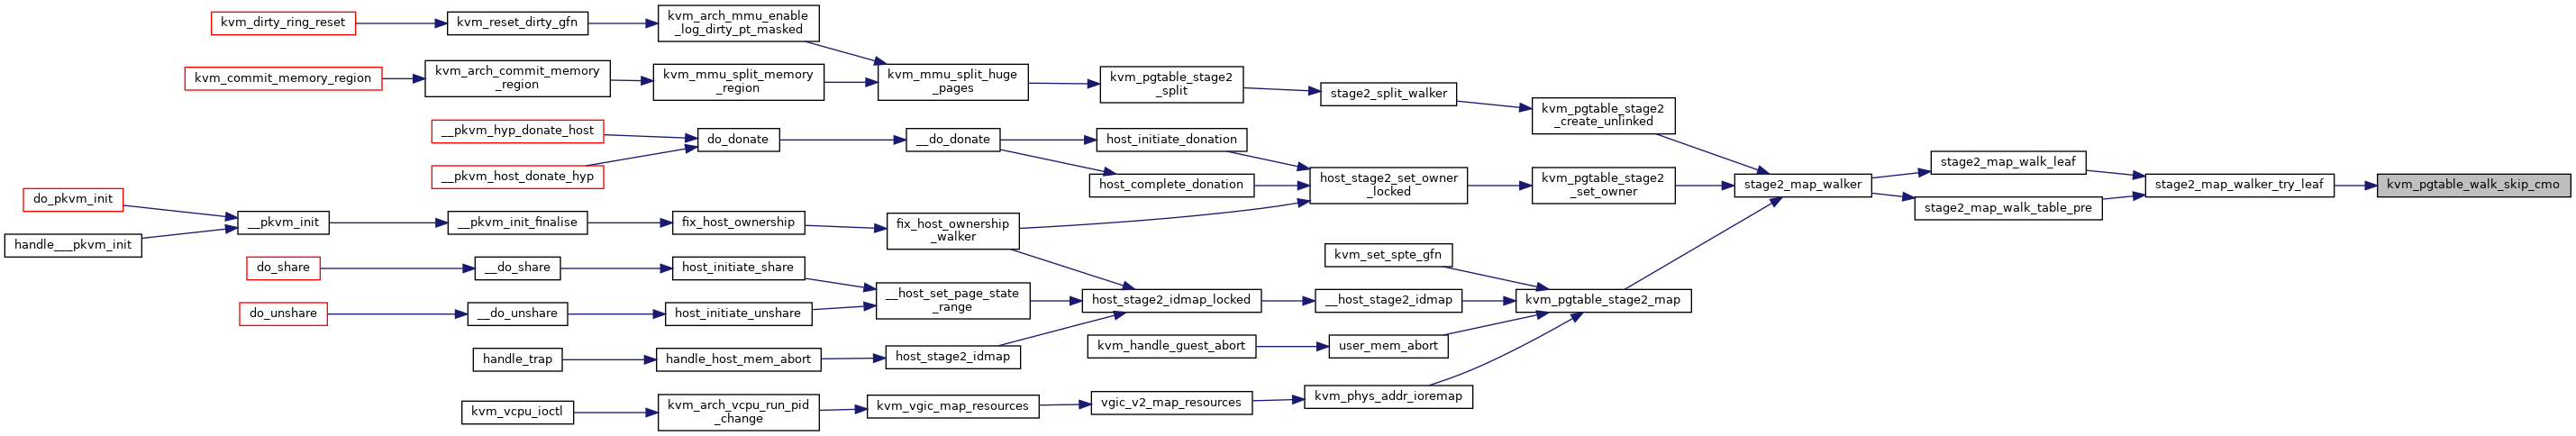 kvm_dirty_ring_reset
kvm_reset_dirty_gfn
kvm_arch_mmu_enable
_log_dirty_pt_masked
kvm_commit_memory_region
kvm_arch_commit_memory
_region
kvm_mmu_split_memory
_region
kvm_mmu_split_huge
_pages
kvm_pgtable_stage2
_split
stage2_split_walker
kvm_pgtable_stage2
_create_unlinked
__pkvm_hyp_donate_host
__pkvm_host_donate_hyp
do_donate
__do_donate
host_initiate_donation
host_complete_donation
host_stage2_set_owner
_locked
kvm_pgtable_stage2
_set_owner
stage2_map_walker
stage2_map_walk_leaf
stage2_map_walk_table_pre
stage2_map_walker_try_leaf
kvm_pgtable_walk_skip_cmo
do_pkvm_init
handle___pkvm_init
__pkvm_init
__pkvm_init_finalise
fix_host_ownership
fix_host_ownership
_walker
do_share
__do_share
host_initiate_share
do_unshare
__do_unshare
host_initiate_unshare
__host_set_page_state
_range
host_stage2_idmap_locked
__host_stage2_idmap
kvm_set_spte_gfn
kvm_pgtable_stage2_map
handle_trap
handle_host_mem_abort
host_stage2_idmap
kvm_handle_guest_abort
user_mem_abort
kvm_vcpu_ioctl
kvm_arch_vcpu_run_pid
_change
kvm_vgic_map_resources
vgic_v2_map_resources
kvm_phys_addr_ioremap